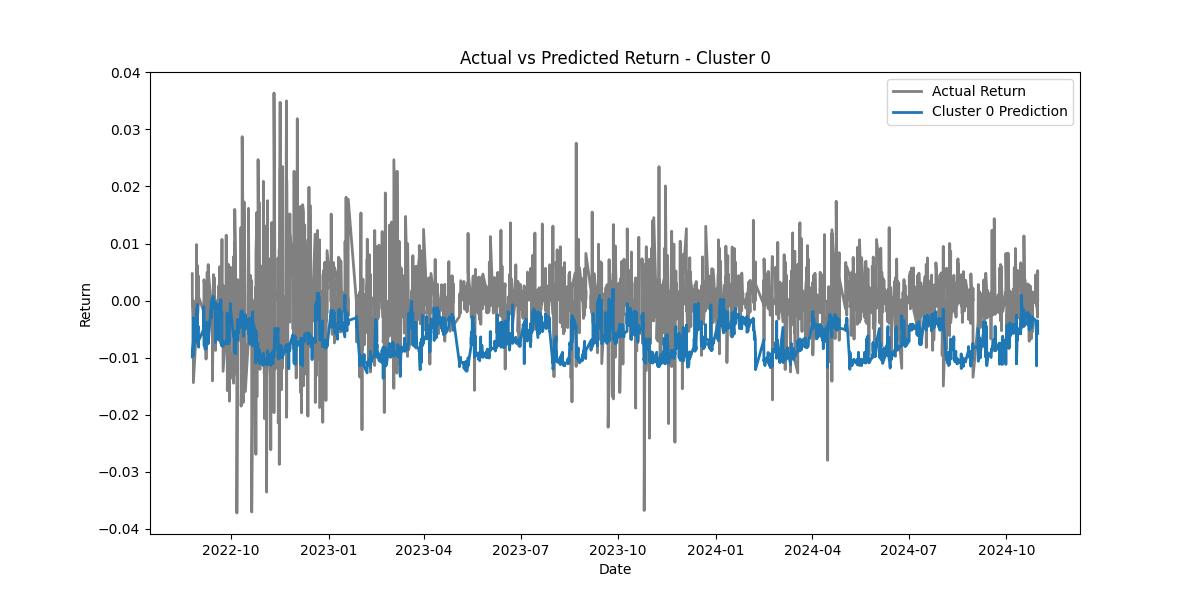 Actual vs Predicted Return - Cluster 0
Actual Return
Cluster 0 Prediction
Return
0.04
0.03
0.02
0.01
0.00
−0.01
−0.02
−0.03
−0.04
2022-10 2023-01 2023-04 2023-07 2023-10 2024-01 2024-04 2024-07 2024-10
Date